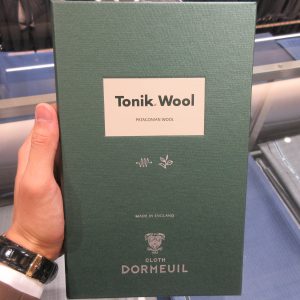 Tonik. Wool
PATAGONIAN WOOL
MADE IN ENGLAND
CLOTH
DORMEUIL